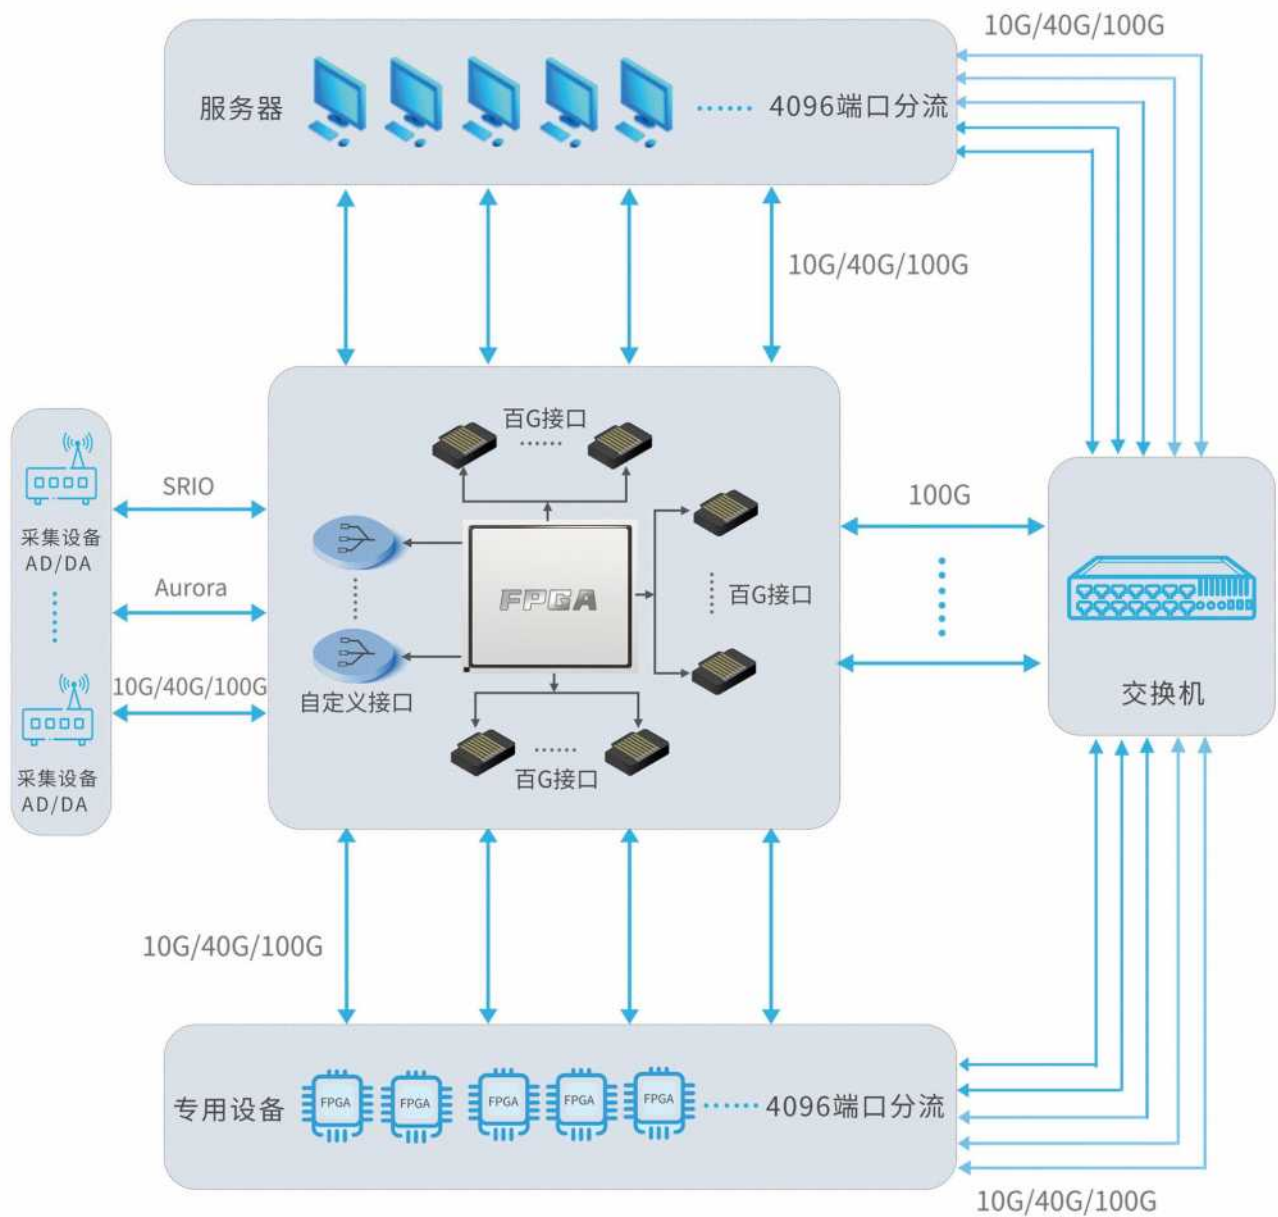 10G/40G/100G
服务器
...... 4096端口分流
10G/40G/100G
百G接口
SRIO
100G
采集设备
AD/DA
Aurora
FPGA
百G接口
10G/40G/100G
自定义接口
交换机
百G接口
采集设备
AD/DA
10G/40G/100G
专用设备
FPGA
FPGA
FPGA
FPGA
FPGA
...... 4096端口分流
10G/40G/100G